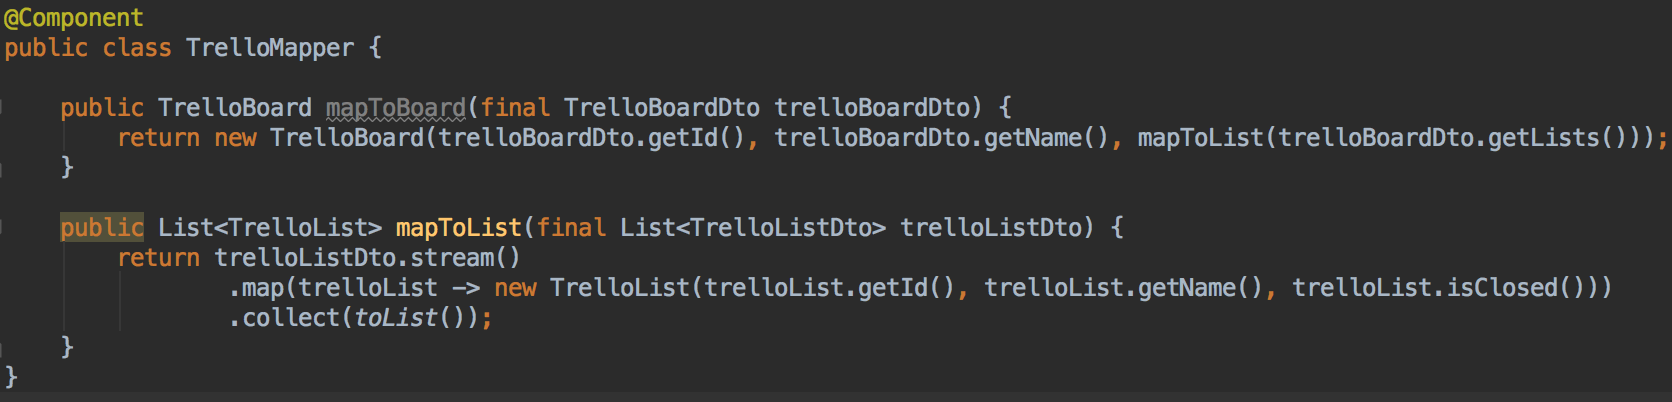 @Component
public class TrelloMapper {
public TrelloBoard mapToBoard(final TrelloBoardDto trelloBoardDto) {
return new TrelloBoard(trelloBoardDto.getId(), trelloBoardDto.getName(), mapToList(trelloBoardDto.getLists()));
}
public List<TrelloList> mapToList(final List<TrelloListDto> trelloListDto) {
return trelloListDto.stream()
.map(trelloList -> new TrelloList(trelloList.getId(), trelloList.getName(), trelloList.isClosed()))
.collect(toList());
}
}